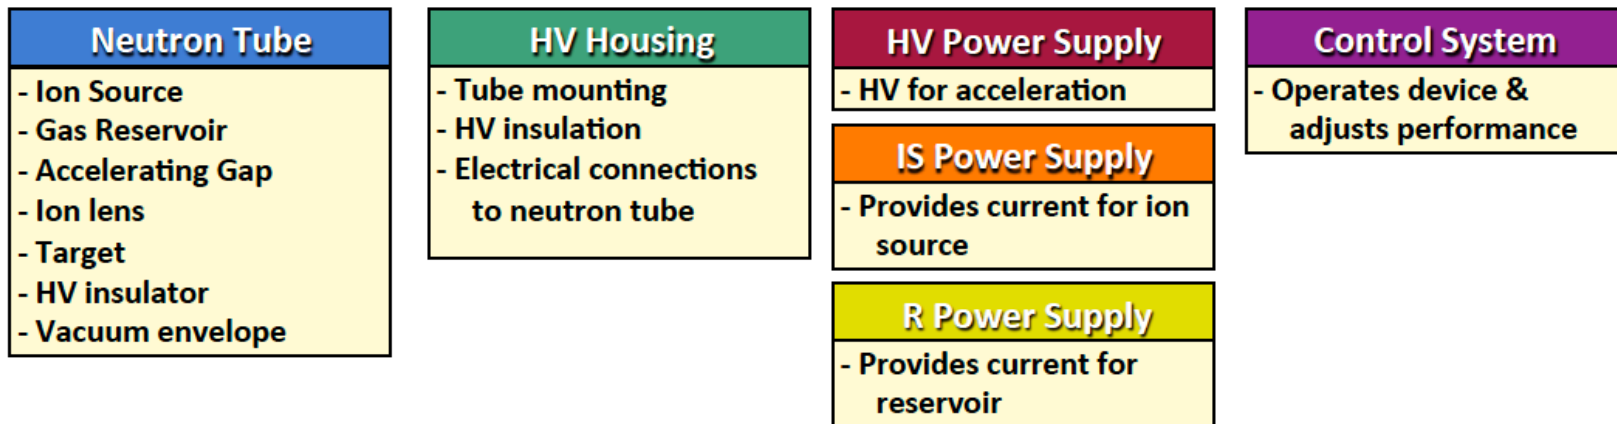 Neutron Tube
- Ion Source
- Gas Reservoir
- Accelerating Gap
- Ion lens
- Target
- HV insulator
- Vacuum envelope
HV Housing
- Tube mounting
- HV insulation
- Electrical connections
to neutron tube
HV Power Supply
- HV for acceleration
IS Power Supply
- Provides current for ion
source
R Power Supply
- Provides current for
reservoir
Control System
- Operates device &
adjusts performance